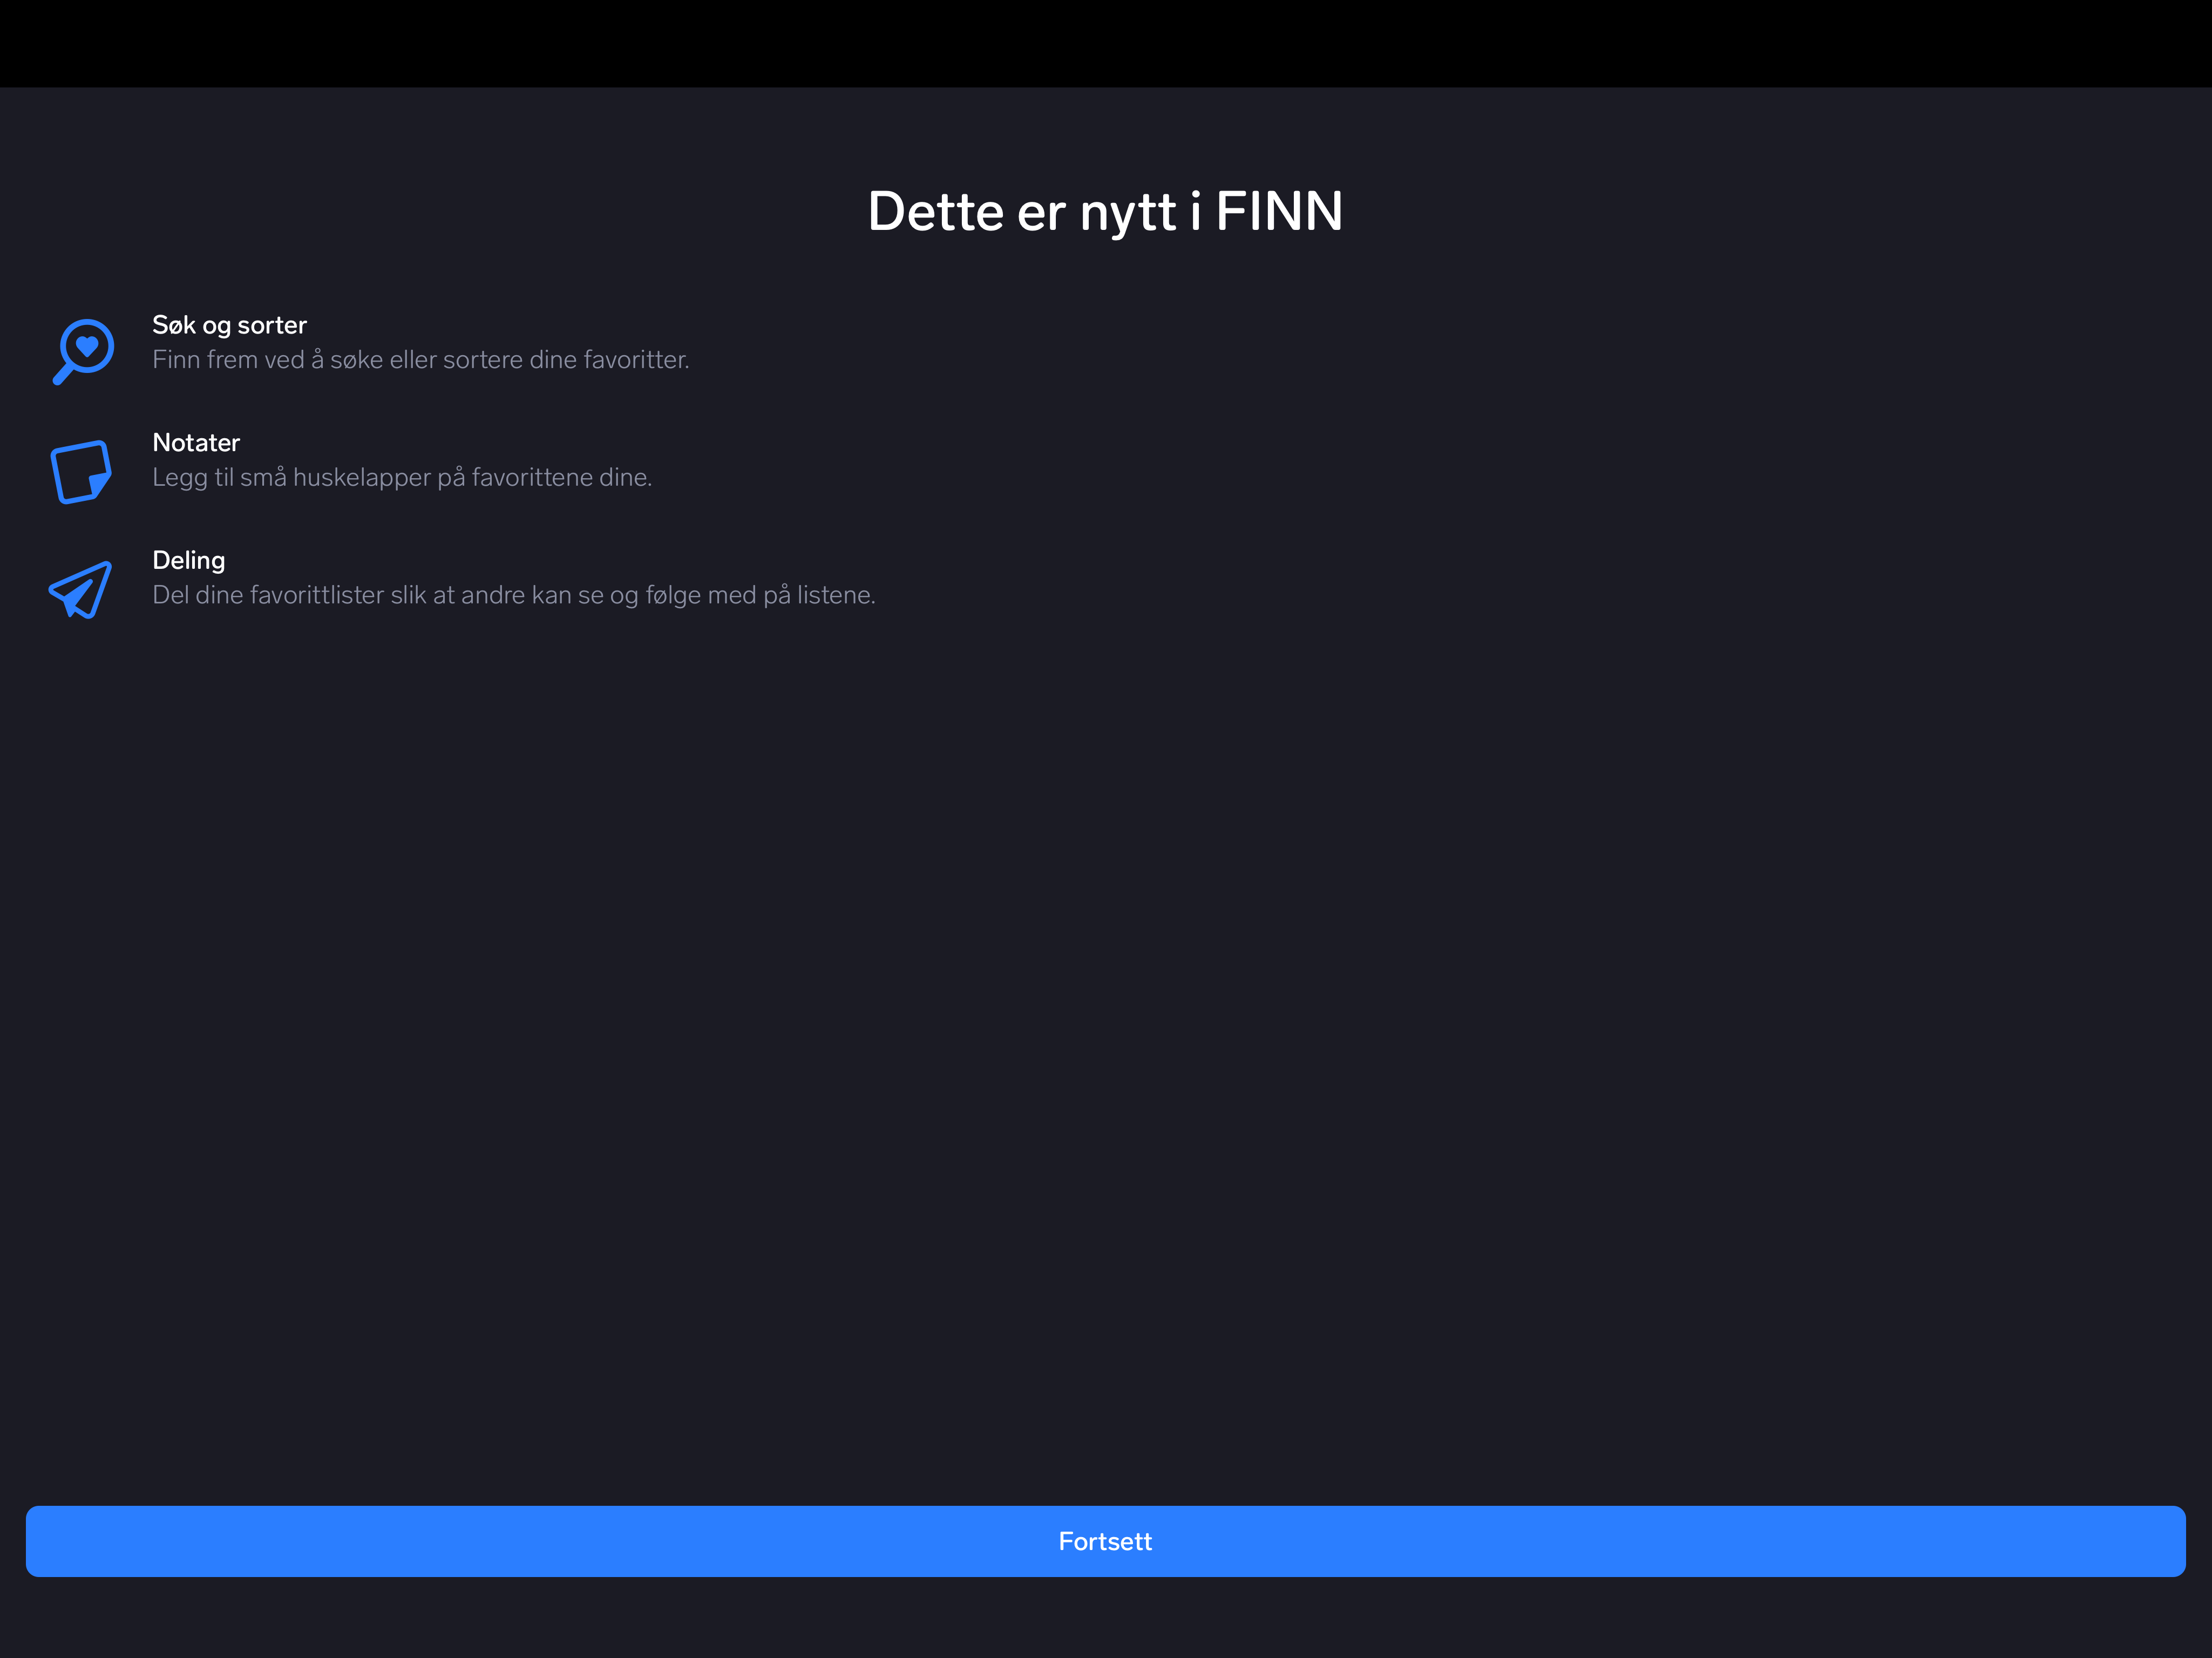 Dette er nytt i FINN
Søk og sorter
Finn frem ved å søke eller sortere dine favoritter.
Notater
Legg til små huskelapper på favorittene dine.
Deling
Del dine favorittlister slik at andre kan se og følge med på listene.
Fortsett